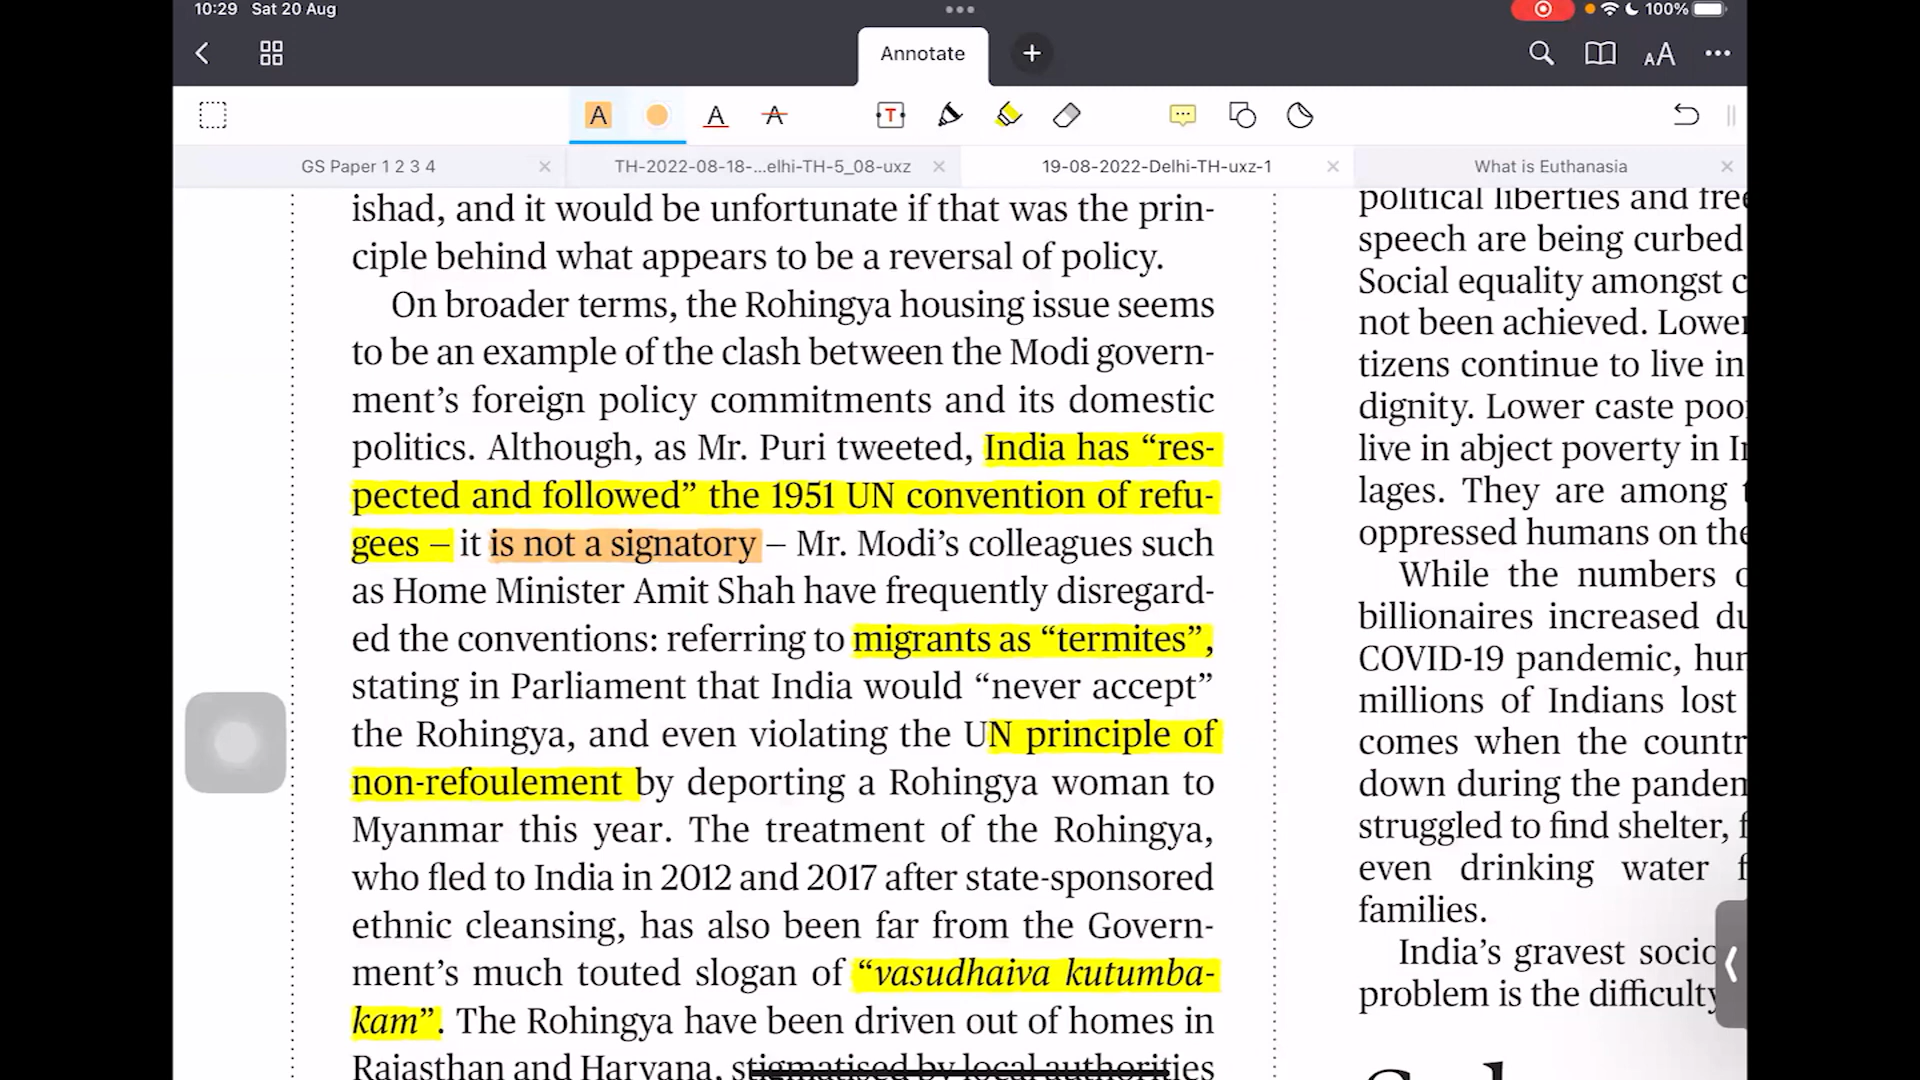 10:29 Sat 20 Aug
100%
Annotate
GS Paper 1 2 3 4
TH-2022-08-18-...elhi-TH-5_08-uxz
19-08-2022-Delhi-TH-uxz-1
What is Euthanasia
ishad, and it would be unfortunate if that was the prin-
ciple behind what appears to be a reversal of policy.
On broader terms, the Rohingya housing issue seems
to be an example of the clash between the Modi govern-
ment’s foreign policy commitments and its domestic
politics. Although, as Mr. Puri tweeted, India has “res-
pected and followed” the 1951 UN convention of refu-
gees – it is not a signatory – Mr. Modi’s colleagues such
as Home Minister Amit Shah have frequently disregard-
ed the conventions: referring to migrants as “termites”,
stating in Parliament that India would “never accept”
the Rohingya, and even violating the UN principle of
non-refoulement by deporting a Rohingya woman to
Myanmar this year. The treatment of the Rohingya,
who fled to India in 2012 and 2017 after state-sponsored
ethnic cleansing, has also been far from the Govern-
ment’s much touted slogan of “vasudhaiva kutumba-
kam”. The Rohingya have been driven out of homes in
Rajasthan and Haryana, stigmatised by local authorities
political liberties and free
speech are being curbed
Social equality amongst c
not been achieved. Lower
tizens continue to live in
dignity. Lower caste poor
live in abject poverty in In
lages. They are among t
oppressed humans on the
While the numbers o
billionaires increased du
COVID-19 pandemic, hun
millions of Indians lost
comes when the countr
down during the pandem
struggled to find shelter, f
even drinking water f
families.
India’s gravest socio
problem is the difficulty